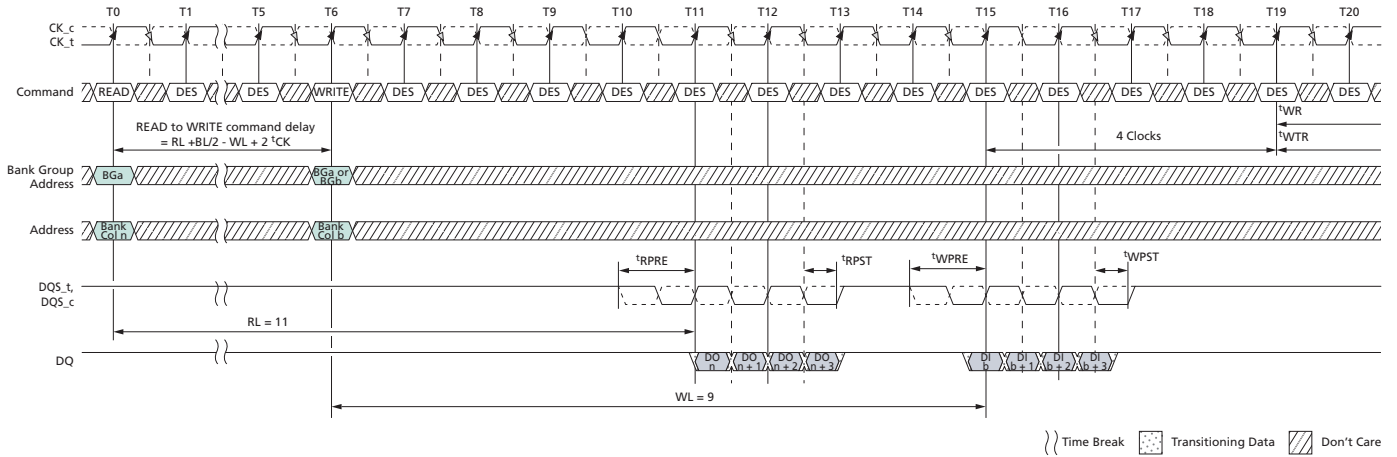 T0 T1 T5 T6 T7 T8 T9 T10 T11 T12 T13 T14 T15 T16 T17 T18 T19 T20
CK_c
CK_t
Command READ DES DES WRITE DES DES DES DES DES DES DES DES DES DES DES DES DES DES
READ to WRITE command delay
= RL +BL/2 - WL + 2 tCK
4 Clocks
tWR
tWTR
Bank Group
Address
BGa
BGa or
BGb
Address
Bank
Col n
Bank
Col b
tRPRE tRPST tWPRE tWPST
DQS_t,
DQS_c
RL = 11
DQ
DO
n
DO
n + 1
DO
n + 2
DO
n + 3
DI
b
DI
b + 1
DI
b + 2
DI
b + 3
WL = 9
Time Break Transitioning Data Don't Care